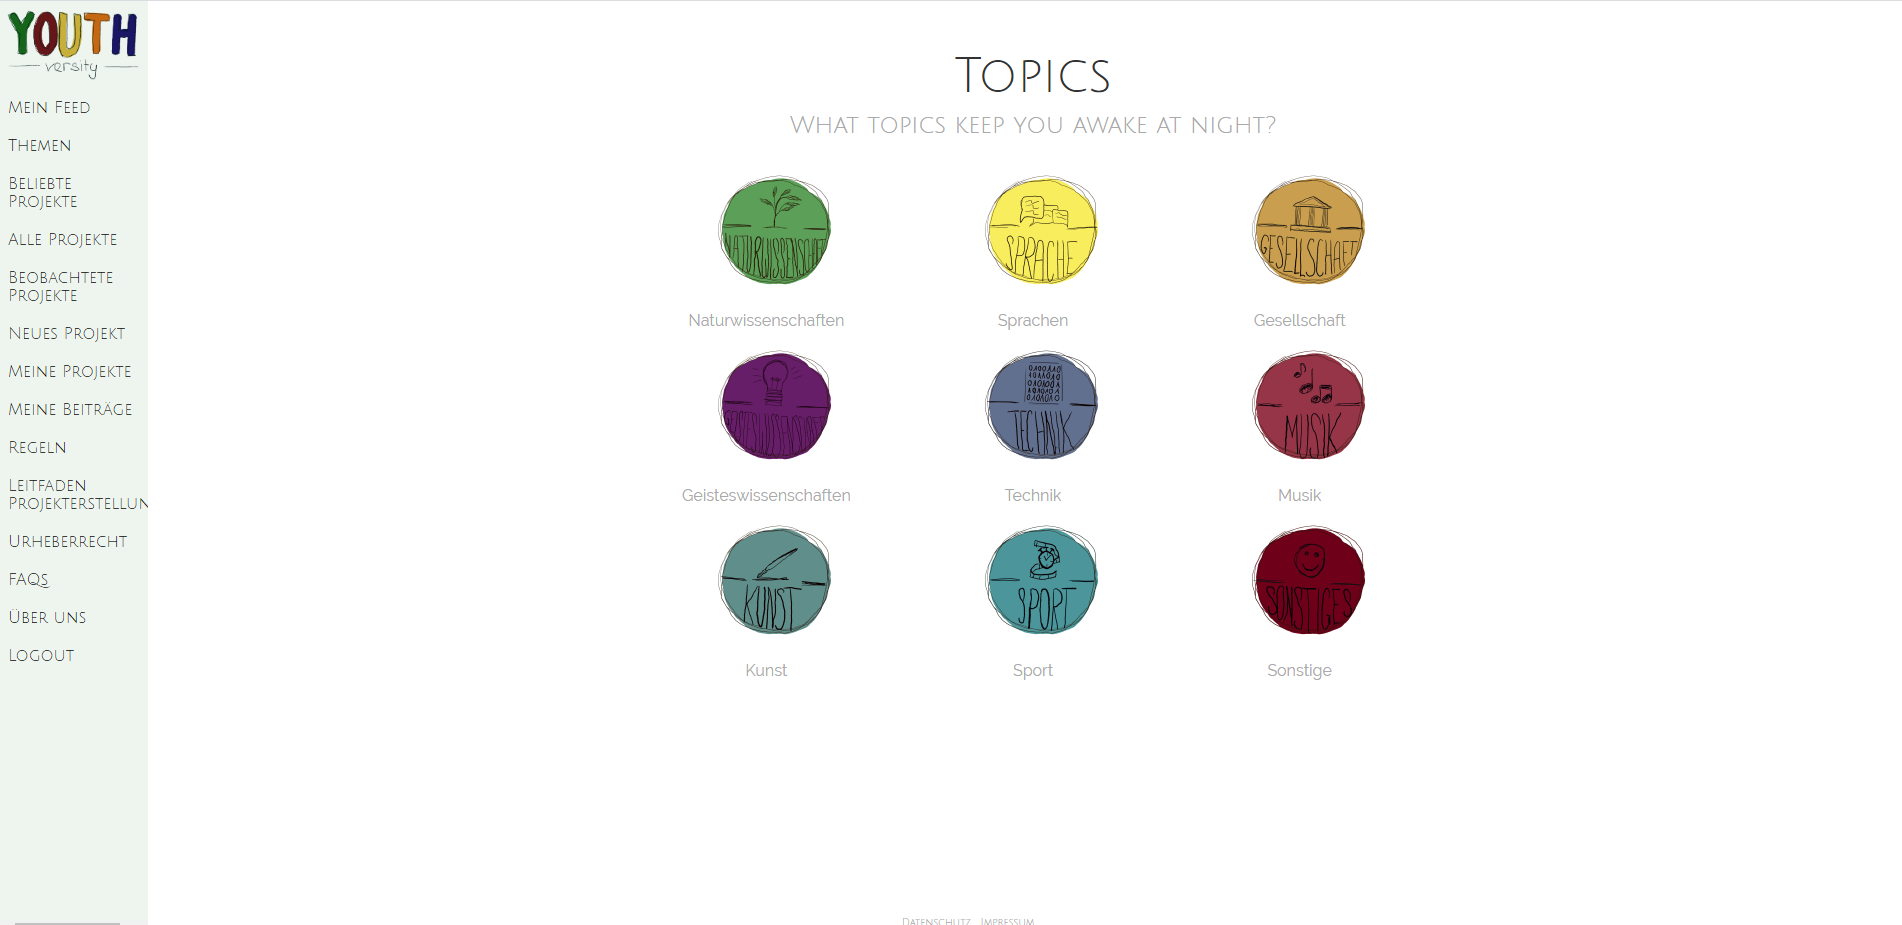 YOUTH
versity
Mein Feed
Themen
Beliebte
Projekte
Alle Projekte
Beobachtete
Projekte
Neues Projekt
Meine Projekte
Meine Beiträge
Regeln
Leitfaden
Projekterstellun
Urheberrecht
FAQs
Über uns
Logout
Topics
What topics keep you awake at night?
NATURWISSENSCHAFT
SPRACHE
GESELLSCHAFT
Naturwissenschaften
Sprachen
Gesellschaft
TECHNIK
MUSIK
Geisteswissenschaften
Technik
Musik
KUNST
SPORT
SONSTIGES
Kunst
Sport
Sonstige
Datenschutz
Impressum